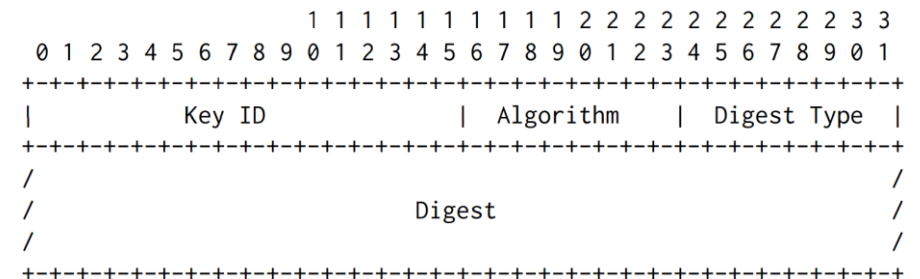 1 1 1 1 1 1 1 1 1 1 2 2 2 2 2 2 2 2 2 2 3 3
 0 1 2 3 4 5 6 7 8 9 0 1 2 3 4 5 6 7 8 9 0 1 2 3 4 5 6 7 8 9 0 1
+-+-+-+-+-+-+-+-+-+-+-+-+-+-+-+-+-+-+-+-+-+-+-+-+-+-+-+-+-+-+-+-+
|           Key ID              |  Algorithm    |  Digest Type  |
+-+-+-+-+-+-+-+-+-+-+-+-+-+-+-+-+-+-+-+-+-+-+-+-+-+-+-+-+-+-+-+-+
/                                                               /
/                            Digest                             /
/                                                               /
+-+-+-+-+-+-+-+-+-+-+-+-+-+-+-+-+-+-+-+-+-+-+-+-+-+-+-+-+-+-+-+-+